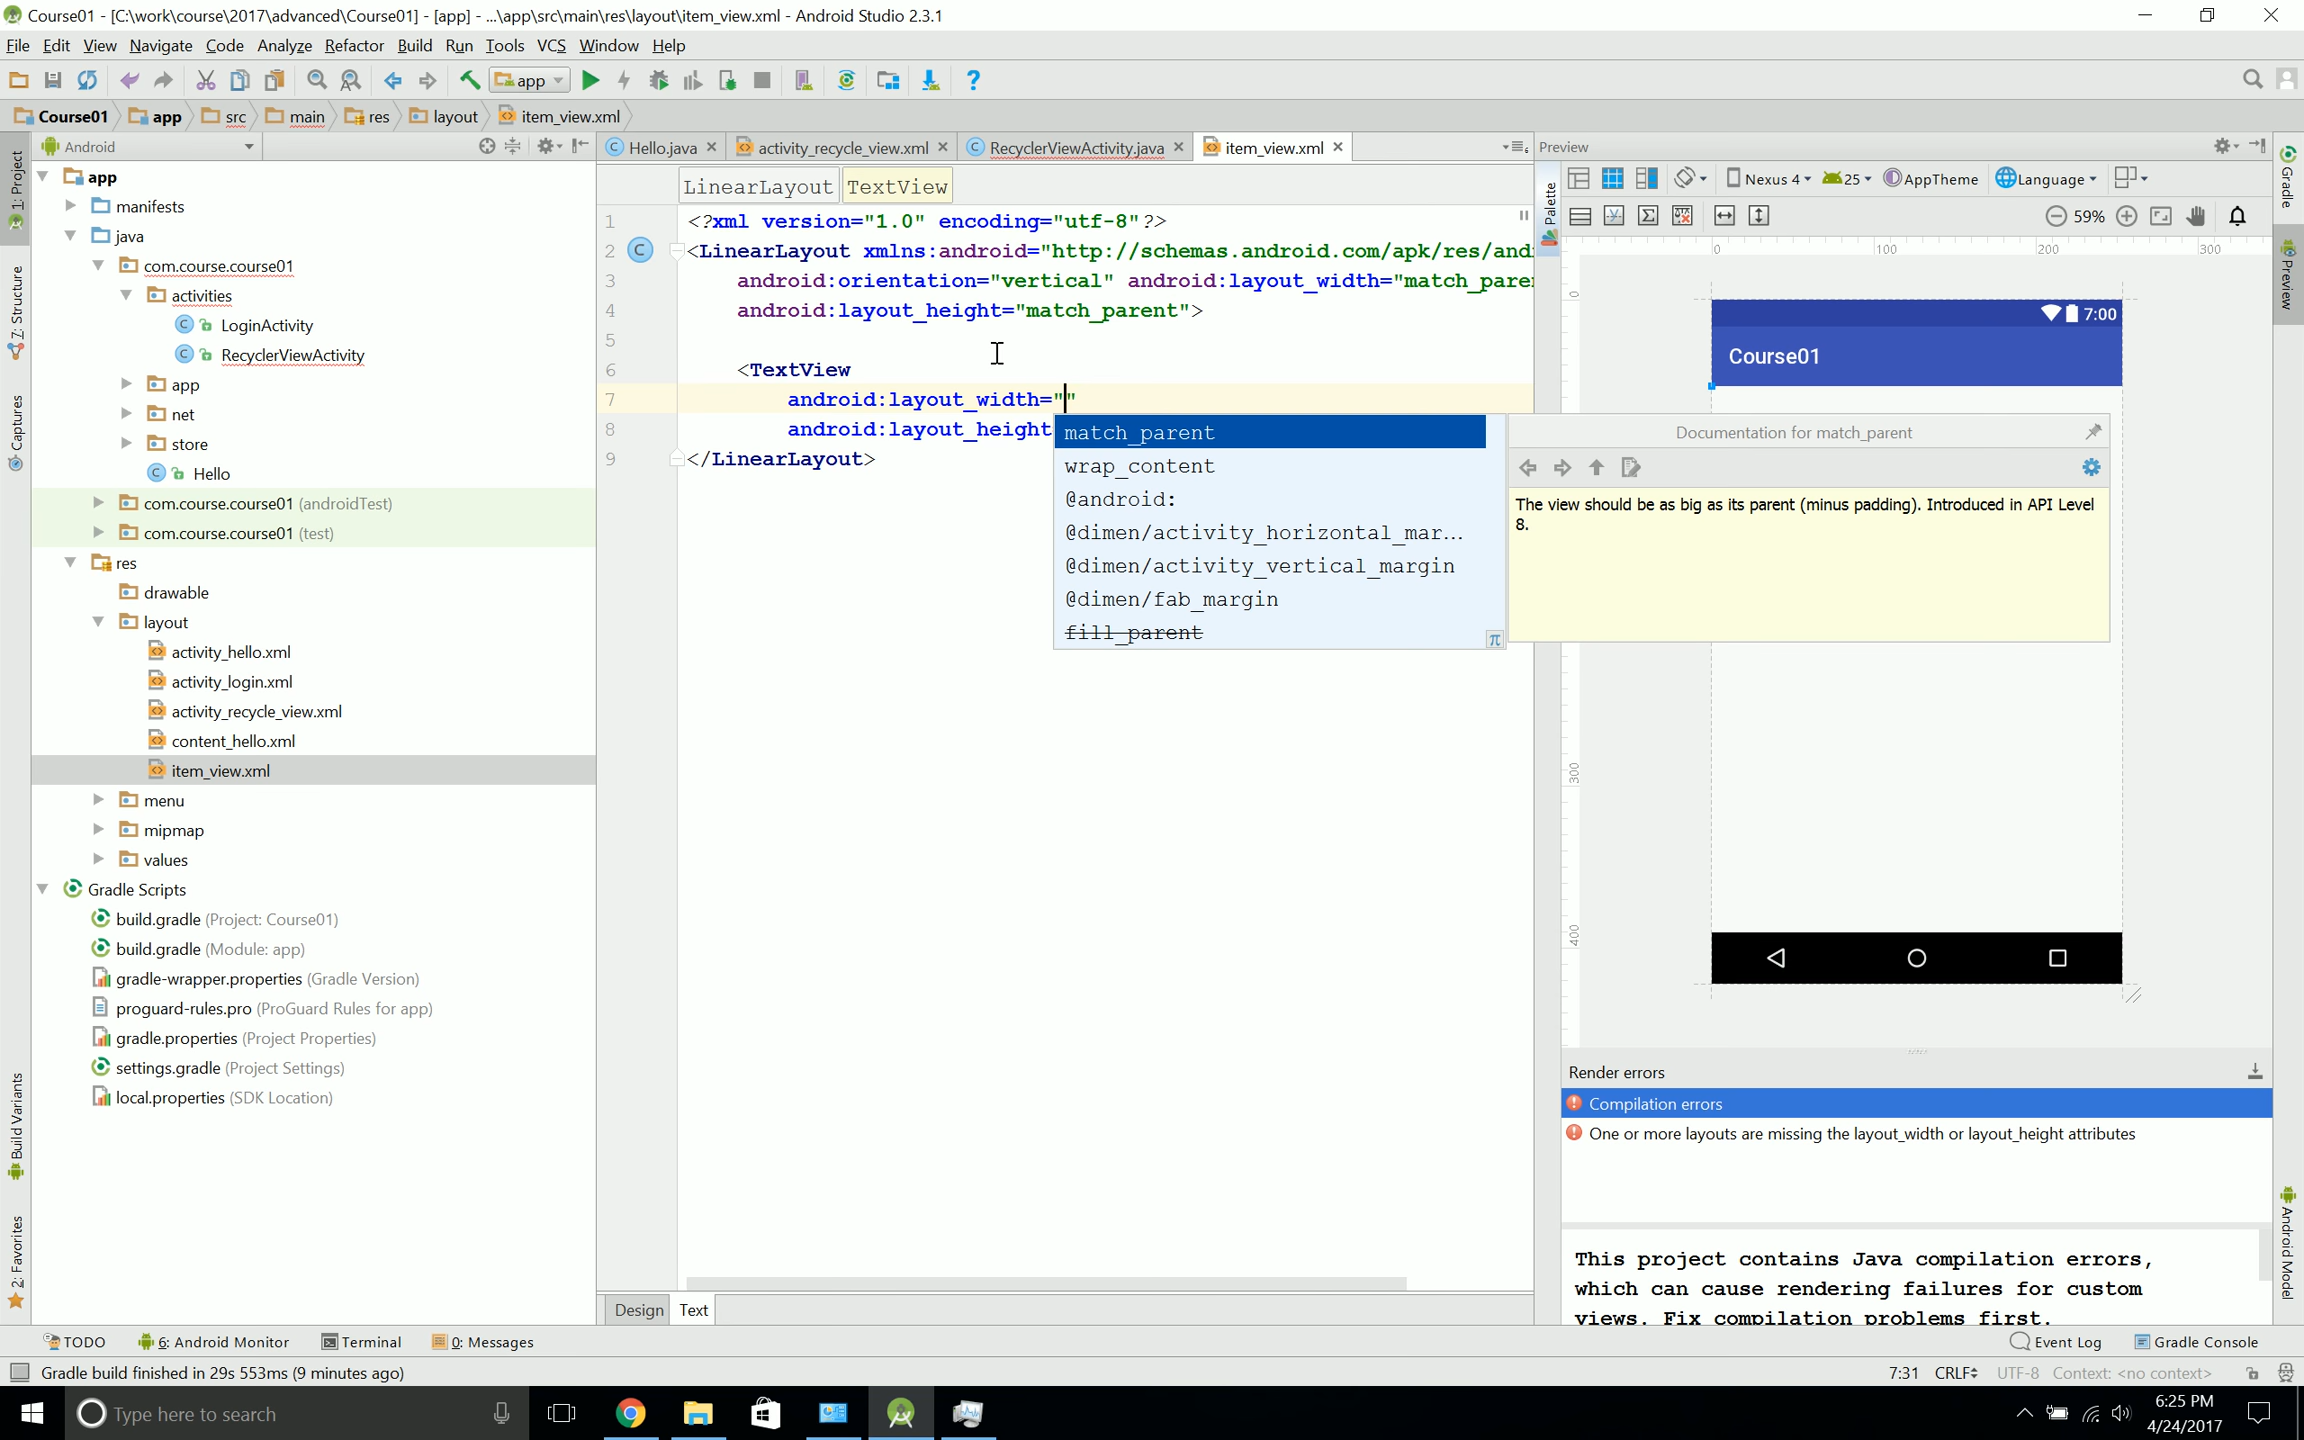 Course01 - [C:\work\course\2017\advanced\Course01] - [app] - ...\app\src\main\res\layout\item_view.xml - Android Studio 2.3.1
File Edit View Navigate Code Analyze Refactor Build Run Tools VCS Window Help
app
Course01 app src main res layout item_view.xml
Android
Hello.java activity_recycle_view.xml RecyclerViewActivity.java item_view.xml
Preview
1: Project
7: Structure
Captures
Build Variants
2: Favorites
app
manifests
java
com.course.course01
activities
LoginActivity
RecyclerViewActivity
app
net
store
Hello
com.course.course01 (androidTest)
com.course.course01 (test)
res
drawable
layout
activity_hello.xml
activity_login.xml
activity_recycle_view.xml
content_hello.xml
item_view.xml
menu
mipmap
values
Gradle Scripts
build.gradle (Project: Course01)
build.gradle (Module: app)
gradle-wrapper.properties (Gradle Version)
proguard-rules.pro (ProGuard Rules for app)
gradle.properties (Project Properties)
settings.gradle (Project Settings)
local.properties (SDK Location)
LinearLayout TextView
1 <?xml version="1.0" encoding="utf-8"?>
2 C <LinearLayout xmlns:android="http://schemas.android.com/apk/res/and
3 android:orientation="vertical" android:layout_width="match_pare
4 android:layout_height="match_parent">
5
6 <TextView
7 android:layout_width=""
8 android:layout_height
9 </LinearLayout>
match_parent
wrap_content
@android:
@dimen/activity_horizontal_mar...
@dimen/activity_vertical_margin
@dimen/fab_margin
fill_parent
π
Documentation for match_parent
The view should be as big as its parent (minus padding). Introduced in API Level
8.
Design Text
Palette
Nexus 4 25 AppTheme Language
59%
0 100 200 300
0
300
400
7:00
Course01
Render errors
Compilation errors
One or more layouts are missing the layout_width or layout_height attributes
This project contains Java compilation errors,
which can cause rendering failures for custom
views. Fix compilation problems first.
Gradle
Preview
Android Model
TODO 6: Android Monitor Terminal 0: Messages Event Log Gradle Console
Gradle build finished in 29s 553ms (9 minutes ago) 7:31 CRLF UTF-8 Context: <no context>
Type here to search
6:25 PM
4/24/2017